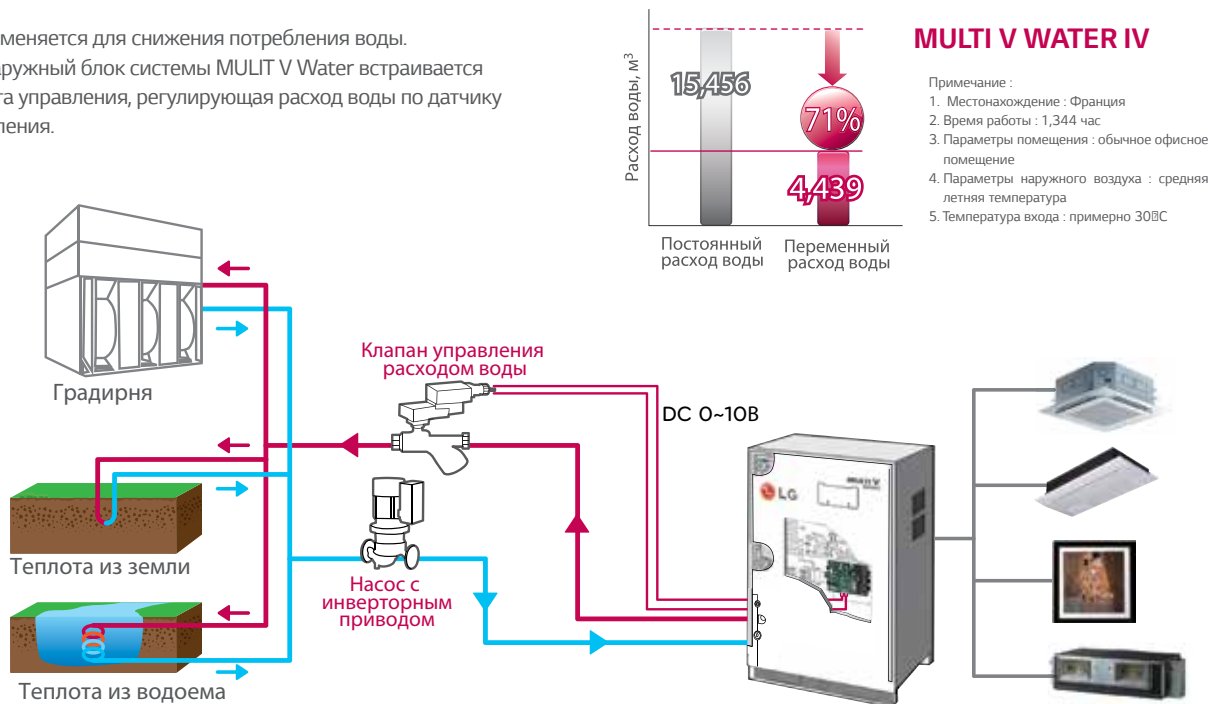 меняется для снижения потребления воды.
аружный блок системы MULIT V Water встраивается
та управления, регулирующая расход воды по датчику
ления.
Расход воды, м³
15,456
71%
4,439
Постоянный
расход воды
Переменный
расход воды
MULTI V WATER IV
Примечание :
1. Местонахождение : Франция
2. Время работы : 1,344 час
3. Параметры помещения : обычное офисное
помещение
4. Параметры наружного воздуха : средняя
летняя температура
5. Температура входа : примерно 30 C
Градирня
Клапан управления
расходом воды
DC 0~10В
MULTI V
LG
Теплота из земли
Насос с
инверторным
приводом
Теплота из водоема